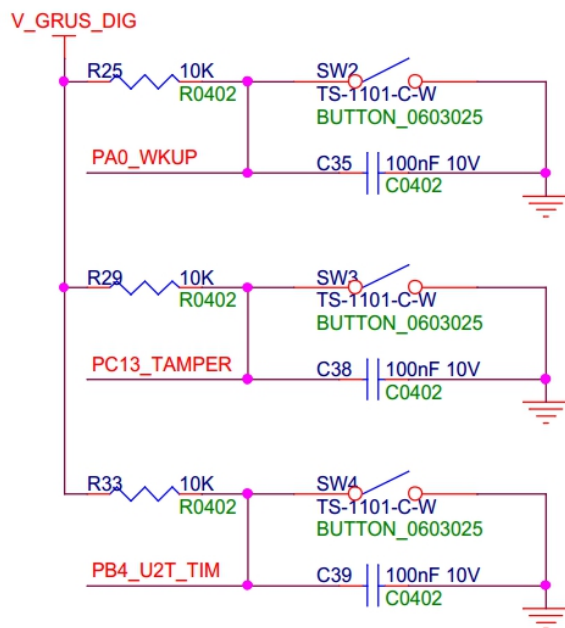 V_GRUS_DIG
R25 10K SW2
R0402 TS-1101-C-W
BUTTON_0603025
PA0_WKUP C35 100nF 10V
C0402
R29 10K SW3
R0402 TS-1101-C-W
BUTTON_0603025
PC13_TAMPER C38 100nF 10V
C0402
R33 10K SW4
R0402 TS-1101-C-W
BUTTON_0603025
PB4_U2T_TIM C39 100nF 10V
C0402